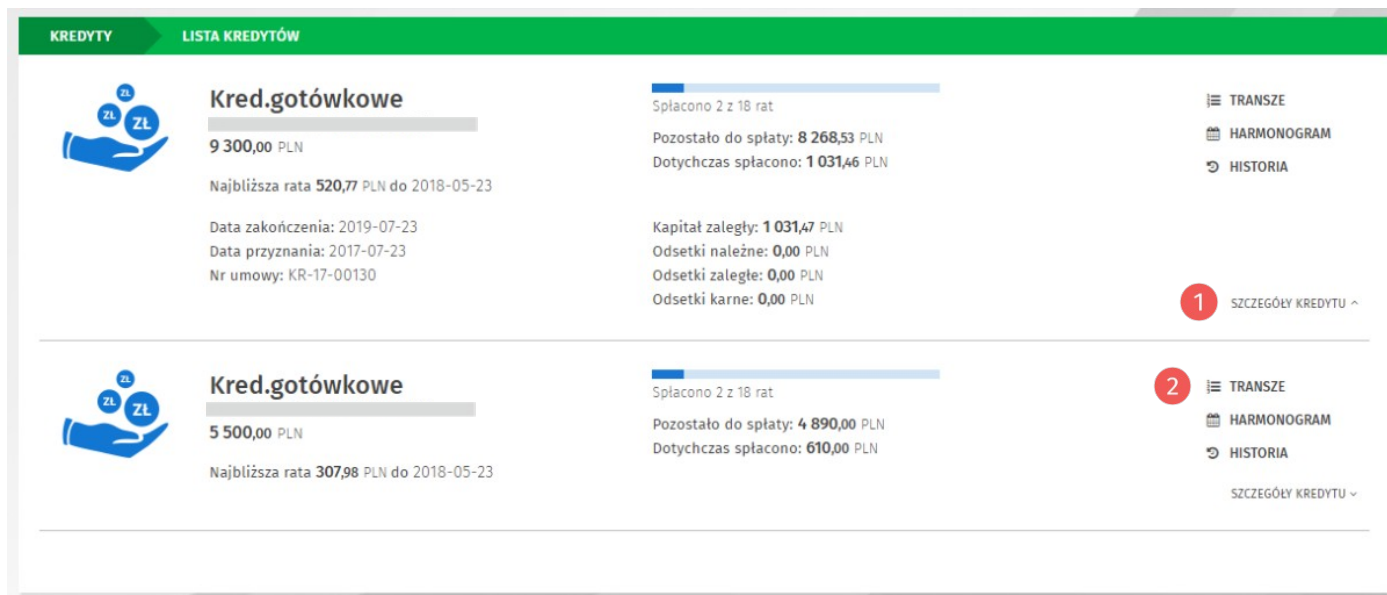 KREDYTY LISTA KREDYTÓW
Kred.gotówkowe
9 300,00 PLN
Najbliższa rata 520,77 PLN do 2018-05-23
Data zakończenia: 2019-07-23
Data przyznania: 2017-07-23
Nr umowy: KR-17-00130
Spłacono 2 z 18 rat
Pozostało do spłaty: 8 268,53 PLN
Dotychczas spłacono: 1 031,46 PLN
Kapitał zaległy: 1 031,47 PLN
Odsetki należne: 0,00 PLN
Odsetki zaległe: 0,00 PLN
Odsetki karne: 0,00 PLN
TRANSZE
HARMONOGRAM
HISTORIA
1 SZCZEGÓŁY KREDYTU
ZŁ
ZŁ
ZŁ
Kred.gotówkowe
5 500,00 PLN
Najbliższa rata 307,98 PLN do 2018-05-23
Spłacono 2 z 18 rat
Pozostało do spłaty: 4 890,00 PLN
Dotychczas spłacono: 610,00 PLN
2 TRANSZE
HARMONOGRAM
HISTORIA
SZCZEGÓŁY KREDYTU
ZŁ
ZŁ
ZŁ